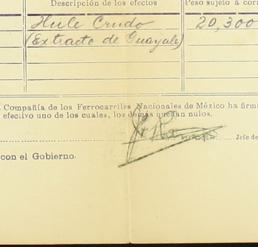 Descripción de los efectos Peso sujeto a cor
Hule Crudo 20,300
(Extracto de Guayule)
Compañía de los Ferrocarriles Nacionales de México ha firma
efectivo uno de los cuales, los demás quedan nulos.
Jefe de
con el Gobierno.